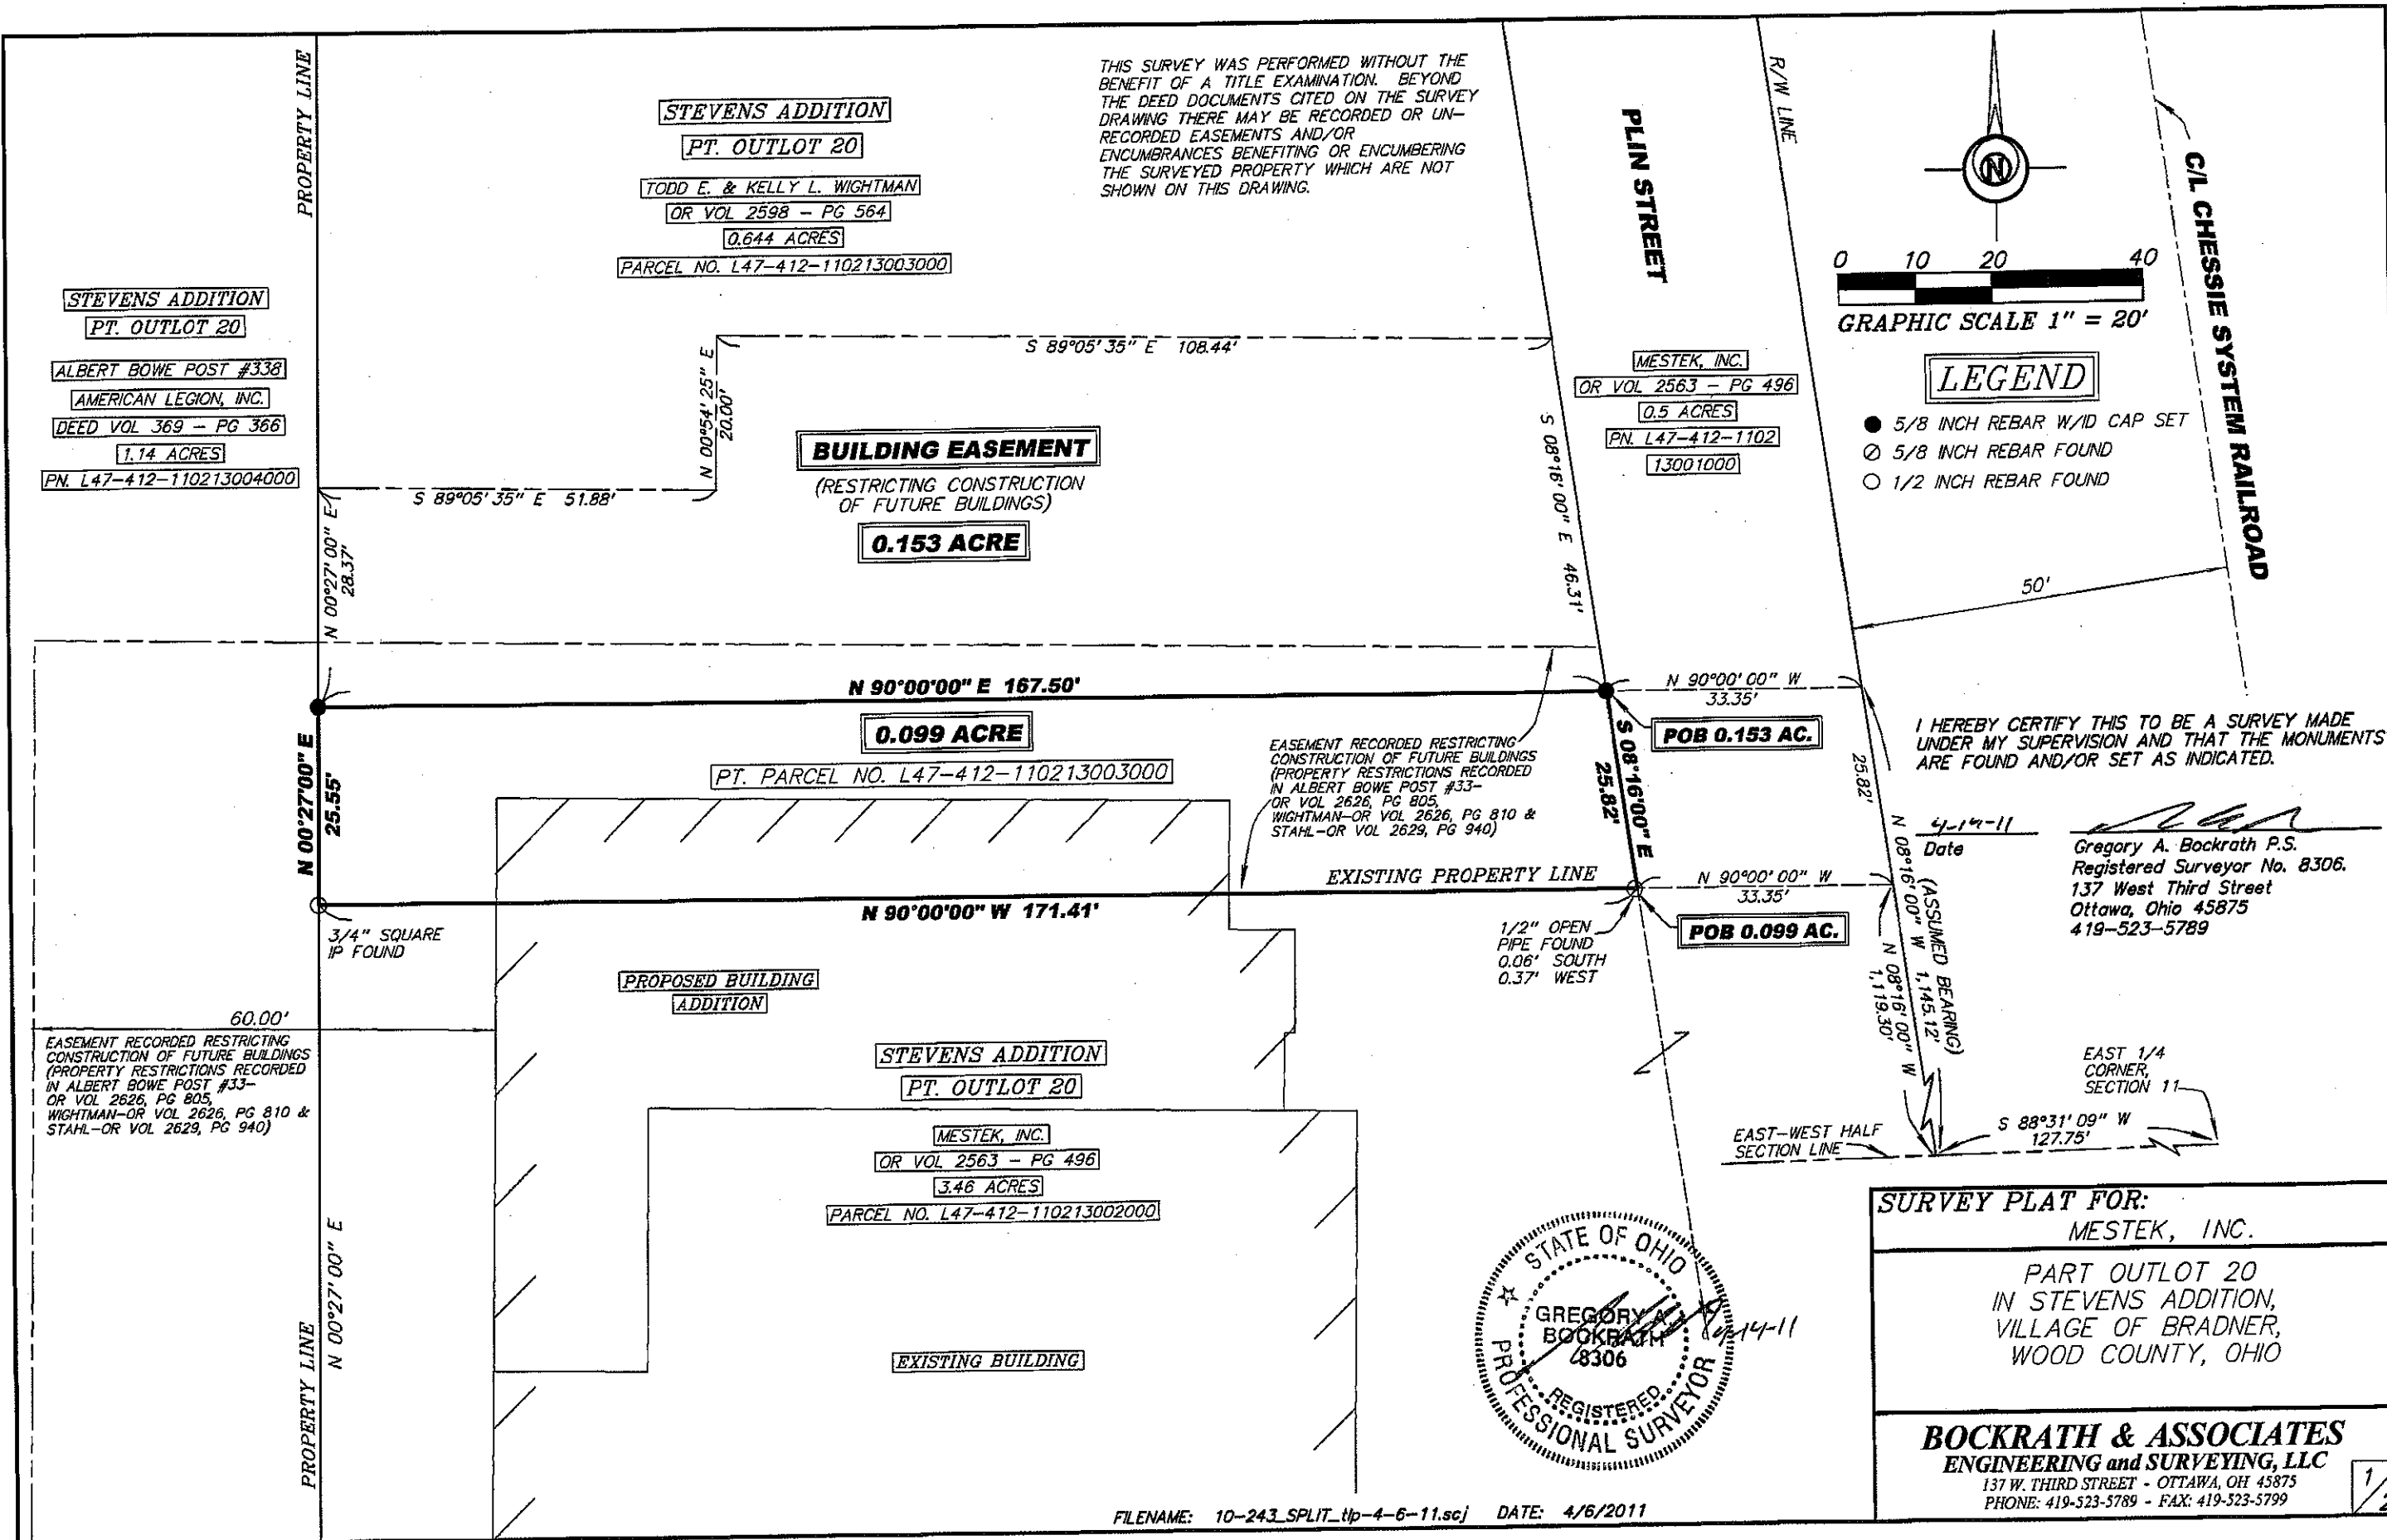 PROPERTY LINE
STEVENS ADDITION
PT. OUTLOT 20
TODD E. & KELLY L. WIGHTMAN
OR VOL 2598 - PG 564
0.644 ACRES
PARCEL NO. L47-412-110213003000
THIS SURVEY WAS PERFORMED WITHOUT THE
BENEFIT OF A TITLE EXAMINATION. BEYOND
THE DEED DOCUMENTS CITED ON THE SURVEY
DRAWING THERE MAY BE RECORDED OR UN-
RECORDED EASEMENTS AND/OR
ENCUMBRANCES BENEFITING OR ENCUMBERING
THE SURVEYED PROPERTY WHICH ARE NOT
SHOWN ON THIS DRAWING.
PLIN STREET
R/W LINE
N
C/L CHESSIE SYSTEM RAILROAD
0 10 20 40
GRAPHIC SCALE 1" = 20'
LEGEND
5/8 INCH REBAR W/ID CAP SET
5/8 INCH REBAR FOUND
1/2 INCH REBAR FOUND
STEVENS ADDITION
PT. OUTLOT 20
ALBERT BOWE POST #338
AMERICAN LEGION, INC.
DEED VOL 369 - PG 366
1.14 ACRES
PN. L47-412-110213004000
S 89°05'35" E 108.44'
N 00°54'25" E
20.00'
S 89°05'35" E 51.88'
N 00°27'00" E
28.37'
BUILDING EASEMENT
(RESTRICTING CONSTRUCTION
OF FUTURE BUILDINGS)
0.153 ACRE
S 08°16'00" E 46.31'
MESTEK, INC.
OR VOL 2563 - PG 496
0.5 ACRES
PN. L47-412-1102
13001000
50'
N 90°00'00" E 167.50'
0.099 ACRE
PT. PARCEL NO. L47-412-110213003000
N 00°27'00" E
25.55'
EASEMENT RECORDED RESTRICTING
CONSTRUCTION OF FUTURE BUILDINGS
(PROPERTY RESTRICTIONS RECORDED
IN ALBERT BOWE POST #33-
OR VOL 2626, PG 805,
WIGHTMAN-OR VOL 2626, PG 810 &
STAHL-OR VOL 2629, PG 940)
S 08°16'00" E
25.82'
N 90°00'00" W
33.35'
POB 0.153 AC.
25.82'
I HEREBY CERTIFY THIS TO BE A SURVEY MADE
UNDER MY SUPERVISION AND THAT THE MONUMENTS
ARE FOUND AND/OR SET AS INDICATED.
4-14-11
Date
Gregory A. Bockrath P.S.
Registered Surveyor No. 8306.
137 West Third Street
Ottawa, Ohio 45875
419-523-5789
EXISTING PROPERTY LINE
N 90°00'00" W 171.41'
N 90°00'00" W
33.35'
POB 0.099 AC.
1/2" OPEN
PIPE FOUND
0.06' SOUTH
0.37' WEST
3/4" SQUARE
IP FOUND
N 08°16'00" W 1,145.12'
(ASSUMED BEARING)
N 08°16'00" W
1,119.30'
PROPOSED BUILDING
ADDITION
60.00'
EASEMENT RECORDED RESTRICTING
CONSTRUCTION OF FUTURE BUILDINGS
(PROPERTY RESTRICTIONS RECORDED
IN ALBERT BOWE POST #33-
OR VOL 2626, PG 805,
WIGHTMAN-OR VOL 2626, PG 810 &
STAHL-OR VOL 2629, PG 940)
STEVENS ADDITION
PT. OUTLOT 20
MESTEK, INC.
OR VOL 2563 - PG 496
3.46 ACRES
PARCEL NO. L47-412-110213002000
EAST 1/4
CORNER,
SECTION 11
S 88°31'09" W
127.75'
EAST-WEST HALF
SECTION LINE
N 00°27'00" E
PROPERTY LINE
EXISTING BUILDING
STATE OF OHIO
GREGORY A.
BOCKRATH
8306
REGISTERED
PROFESSIONAL SURVEYOR
4-14-11
SURVEY PLAT FOR:
MESTEK, INC.
PART OUTLOT 20
IN STEVENS ADDITION,
VILLAGE OF BRADNER,
WOOD COUNTY, OHIO
BOCKRATH & ASSOCIATES
ENGINEERING and SURVEYING, LLC
137 W. THIRD STREET - OTTAWA, OH 45875
PHONE: 419-523-5789 - FAX: 419-523-5799
1/2
FILENAME: 10-243_SPLIT_tlp-4-6-11.scj DATE: 4/6/2011